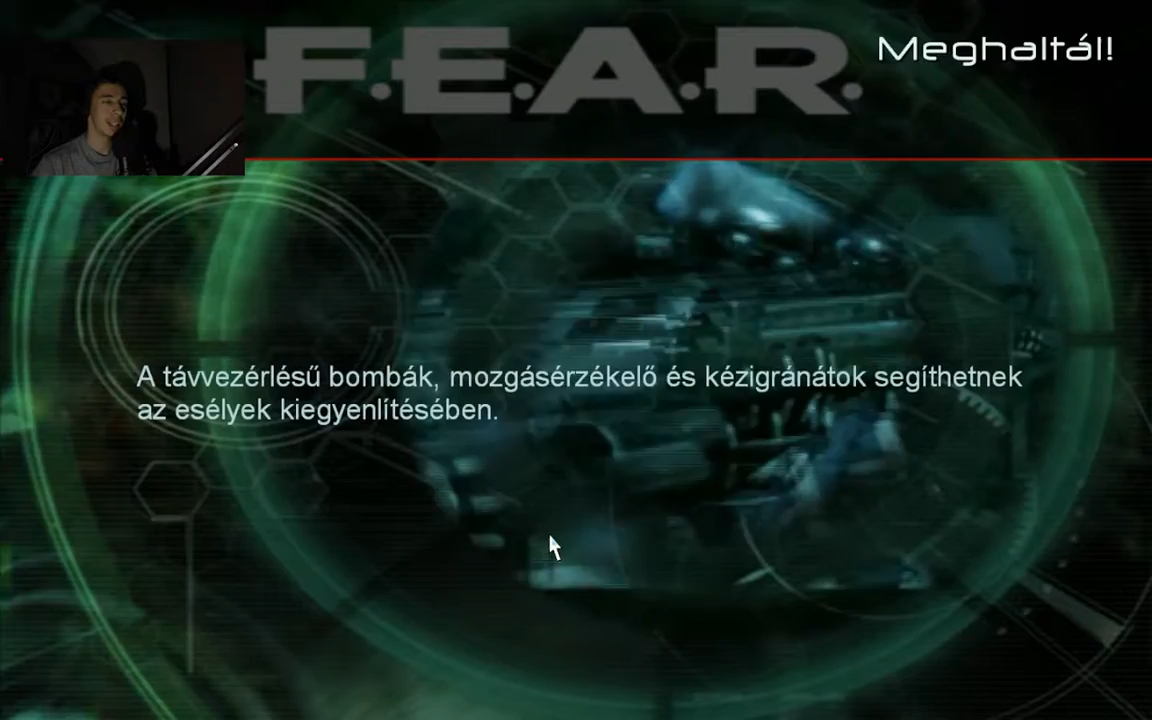 F.E.A.R.
Meghaltál!
A távvezérlésű bombák, mozgásérzékelő és kézigránátok segíthetnek
az esélyek kiegyenlítésében.